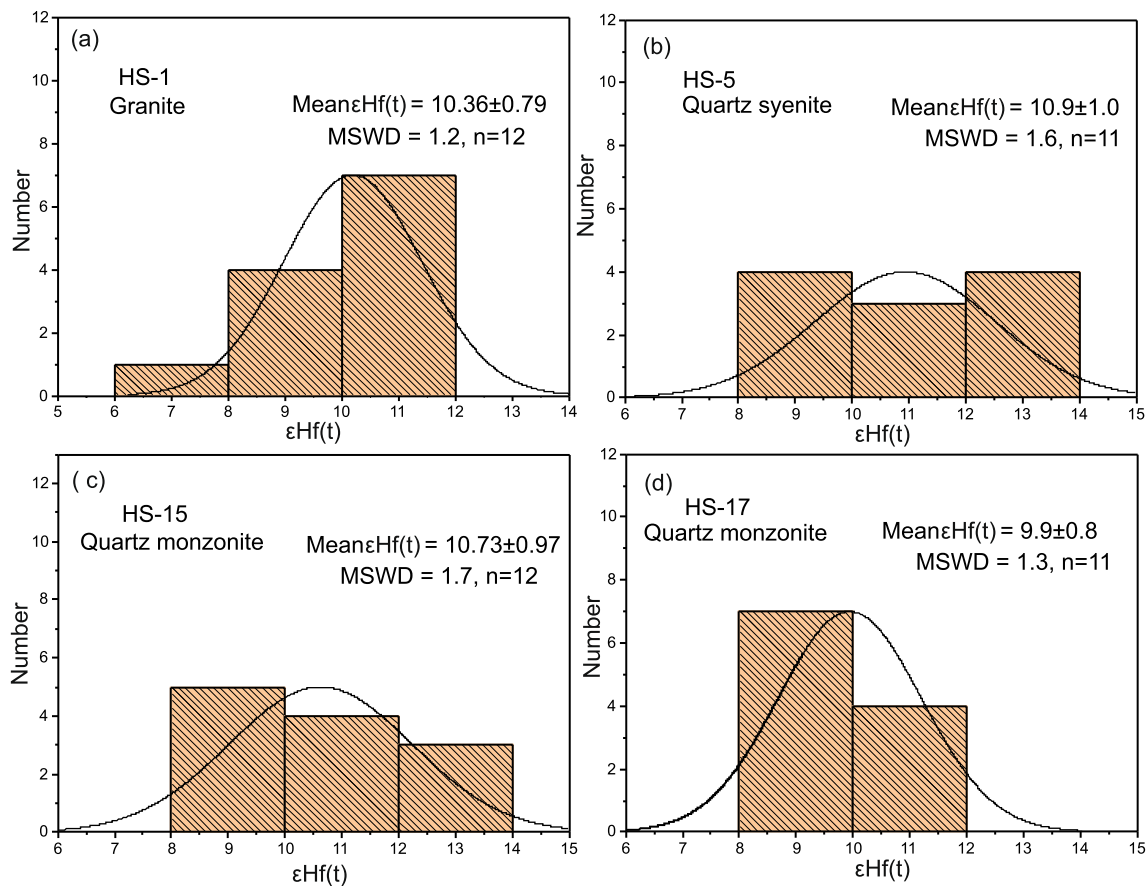 (a)
HS-1
Granite
MeanεHf(t) = 10.36±0.79
MSWD = 1.2, n=12
Number
12
10
8
6
4
2
0
5 6 7 8 9 10 11 12 13 14
εHf(t)
(b)
HS-5
Quartz syenite
MeanεHf(t) = 10.9±1.0
MSWD = 1.6, n=11
Number
12
10
8
6
4
2
0
6 7 8 9 10 11 12 13 14 15
εHf(t)
( c)
HS-15
Quartz monzonite
MeanεHf(t) = 10.73±0.97
MSWD = 1.7, n=12
Number
12
10
8
6
4
2
0
6 7 8 9 10 11 12 13 14 15
εHf(t)
(d)
HS-17
Quartz monzonite
MeanεHf(t) = 9.9±0.8
MSWD = 1.3, n=11
Number
12
10
8
6
4
2
0
6 7 8 9 10 11 12 13 14 15
εHf(t)